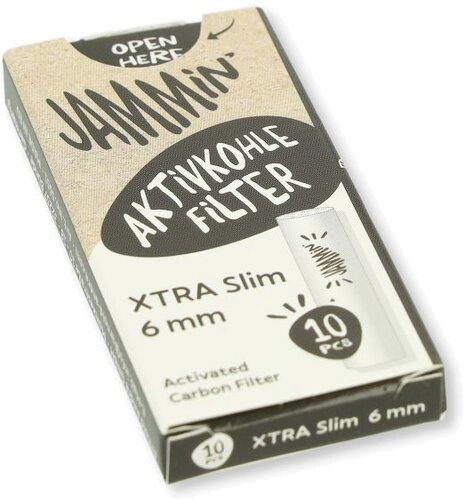 OPEN
HERE
JAMMiN'
AKTiVKOHLE
FiLTER
XTRA Slim
6 mm
10
PCS
Activated
Carbon Filter
10
PCS
XTRA Slim 6 mm